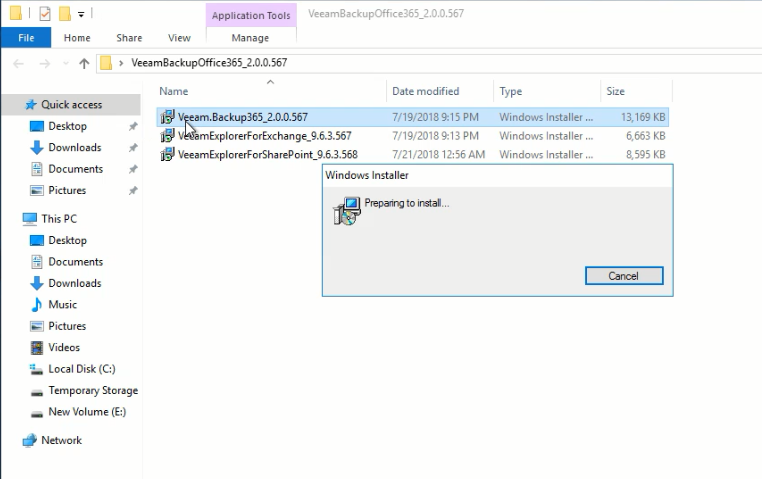 Application Tools VeeamBackupOffice365_2.0.0.567
File Home Share View Manage
VeeamBackupOffice365_2.0.0.567
Name Date modified Type Size
Quick access
Desktop
Downloads
Documents
Pictures
This PC
Desktop
Documents
Downloads
Music
Pictures
Videos
Local Disk (C:)
Temporary Storage
New Volume (E:)
Network
Veeam.Backup365_2.0.0.567 7/19/2018 9:15 PM Windows Installer ... 13,169 KB
VeeamExplorerForExchange_9.6.3.567 7/19/2018 9:13 PM Windows Installer ... 6,663 KB
VeeamExplorerForSharePoint_9.6.3.568 7/21/2018 12:56 AM Windows Installer ... 8,595 KB
Windows Installer
Preparing to install...
Cancel